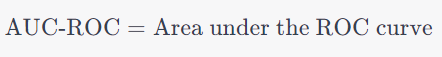 AUC-ROC = Area under the ROC curve